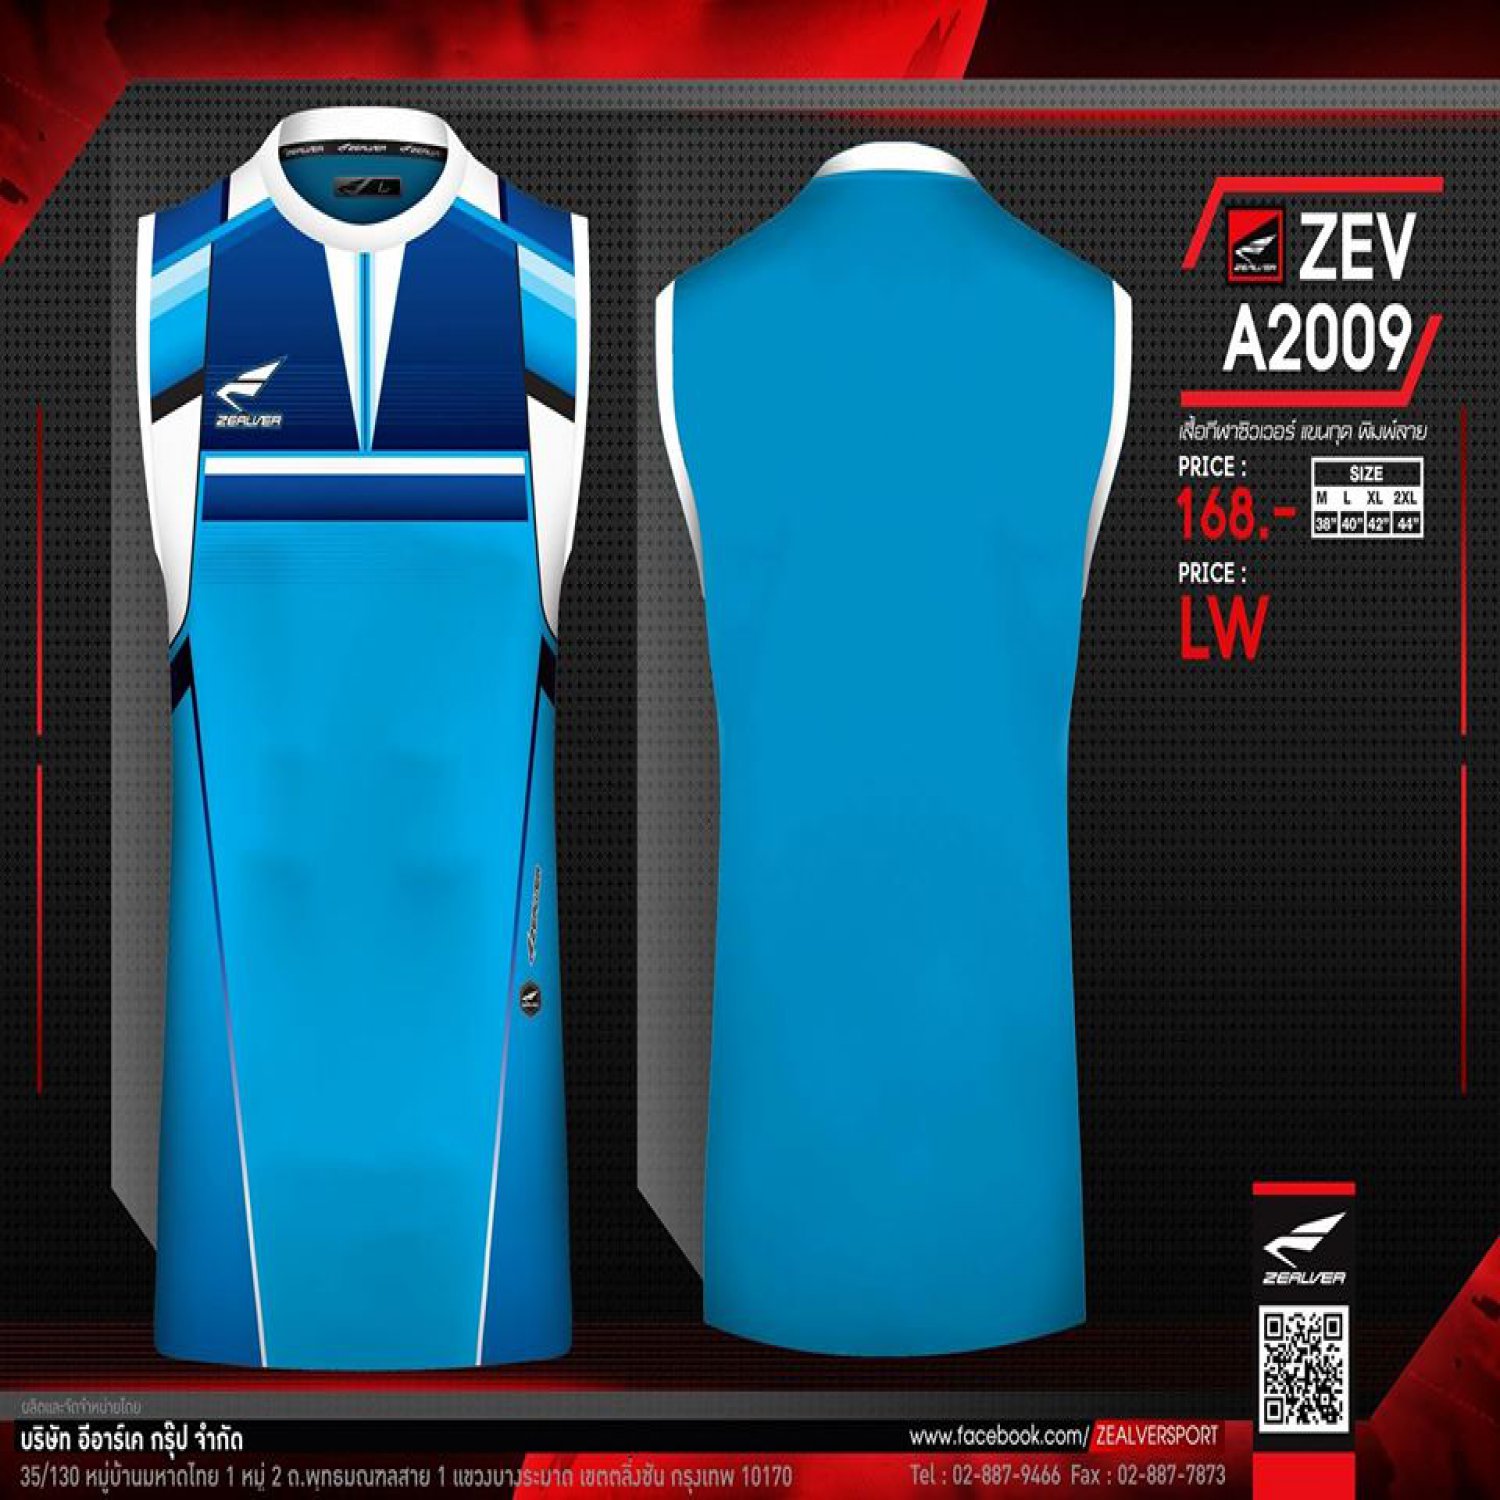 ZEALVER ZEALVER ZEALVER
L
ZEALVER
ZEALVER
ZEALVER
ZEV
A2009
เสื้อกีฬาซิวเวอร์ แขนกุด พิมพ์ลาย
PRICE :
168.-
SIZE
M L XL 2XL
38" 40" 42" 44"
PRICE :
LW
ZEALVER
ผลิตและจัดจำหน่ายโดย
บริษัท อีอาร์เค กรุ๊ป จำกัด
35/130 หมู่บ้านมหาดไทย 1 หมู่ 2 ถ.พุทธมณฑลสาย 1 แขวงบางระมาด เขตตลิ่งชัน กรุงเทพ 10170
www.facebook.com/ ZEALVERSPORT
Tel : 02-887-9466 Fax : 02-887-7873